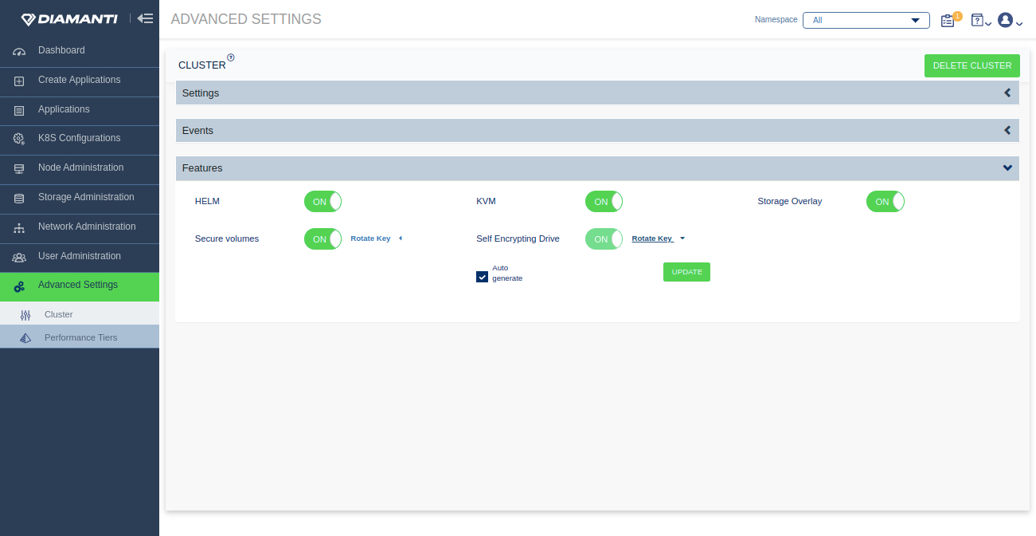 DIAMANTI
ADVANCED SETTINGS
Namespace
All
1
Dashboard
Create Applications
Applications
K8S Configurations
Node Administration
Storage Administration
Network Administration
User Administration
Advanced Settings
Cluster
Performance Tiers
CLUSTER
DELETE CLUSTER
Settings
Events
Features
HELM
ON
KVM
ON
Storage Overlay
ON
Secure volumes
ON
Rotate Key
Self Encrypting Drive
ON
Rotate Key
Auto
generate
UPDATE